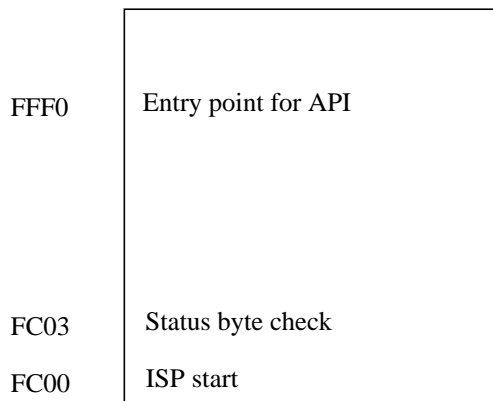 FFF0 Entry point for API
FC03 Status byte check
FC00 ISP start